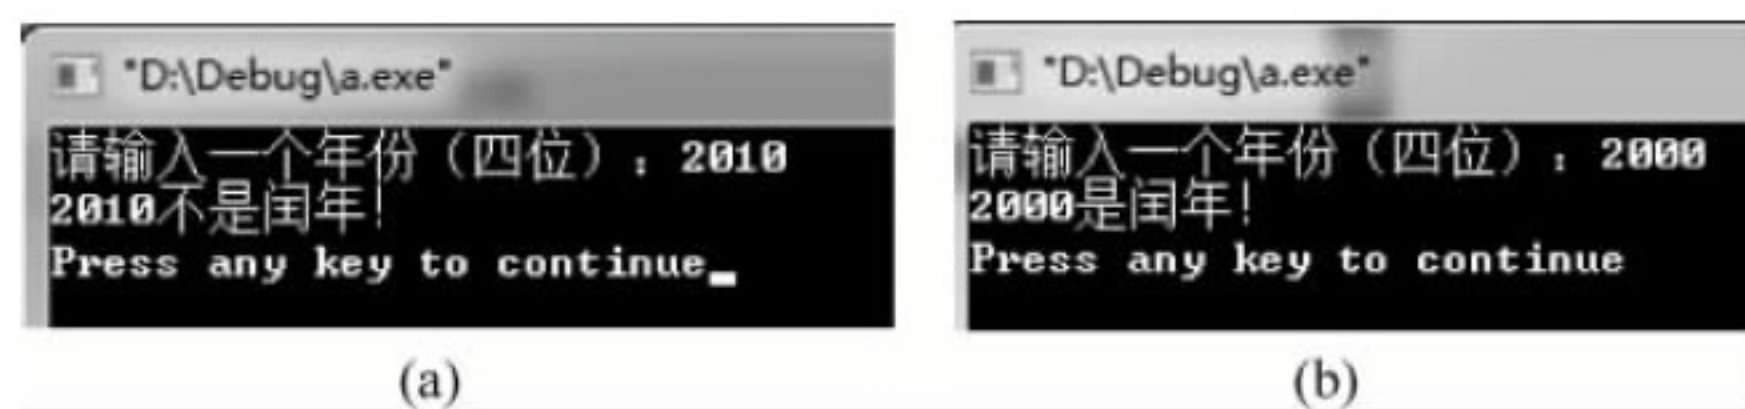 "D:\Debug\a.exe"
请输入一个年份（四位）：2010
2010不是闰年！
Press any key to continue
(a)
"D:\Debug\a.exe"
请输入一个年份（四位）：2000
2000是闰年！
Press any key to continue
(b)